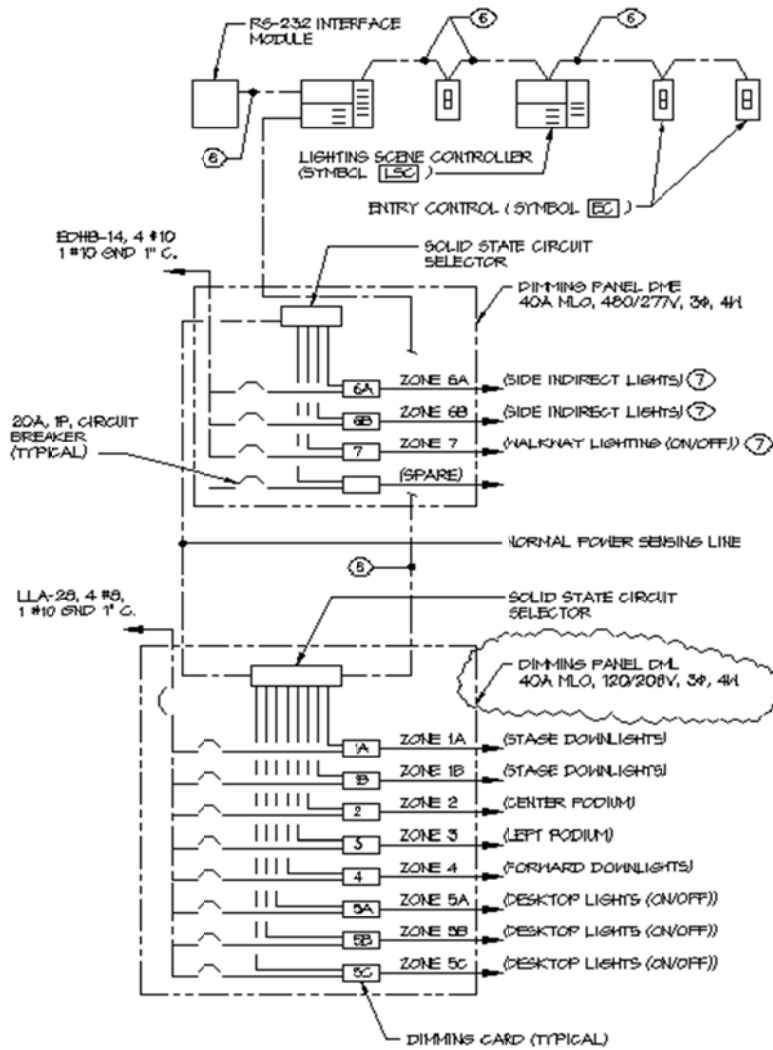 RS-232 INTERFACE
MODULE
6
6
6
LIGHTING SCENE CONTROLLER
(SYMBOL LSC )
ENTRY CONTROL ( SYMBOL EC )
EDHB-14, 4 #10
1 #10 GND 1" C.
SOLID STATE CIRCUIT
SELECTOR
DIMMING PANEL DME
40A MLO, 480/277V, 3Φ, 4W
6A ZONE 6A (SIDE INDIRECT LIGHTS) 7
6B ZONE 6B (SIDE INDIRECT LIGHTS) 7
20A, 1P, CIRCUIT
BREAKER
(TYPICAL)
7 ZONE 7 (WALKWAY LIGHTING (ON/OFF)) 7
(SPARE)
NORMAL POWER SENSING LINE
6
LLA-28, 4 #8,
1 #10 GND 1" C.
SOLID STATE CIRCUIT
SELECTOR
DIMMING PANEL DML
40A MLO, 120/208V, 3Φ, 4W
1A ZONE 1A (STAGE DOWNLIGHTS)
1B ZONE 1B (STAGE DOWNLIGHTS)
2 ZONE 2 (CENTER PODIUM)
3 ZONE 3 (LEFT PODIUM)
4 ZONE 4 (FORWARD DOWNLIGHTS)
5A ZONE 5A (DESKTOP LIGHTS (ON/OFF))
5B ZONE 5B (DESKTOP LIGHTS (ON/OFF))
5C ZONE 5C (DESKTOP LIGHTS (ON/OFF))
DIMMING CARD (TYPICAL)